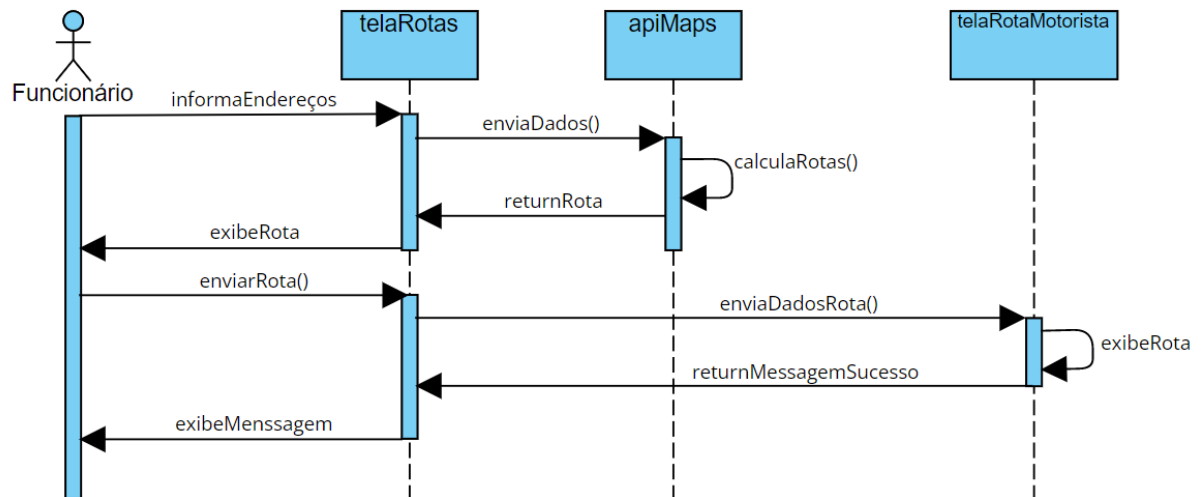 telaRotas
apiMaps
telaRotaMotorista
Funcionário
informaEndereços
enviaDados()
calculaRotas()
returnRota
exibeRota
enviarRota()
enviaDadosRota()
exibeRota
returnMessagemSucesso
exibeMenssagem